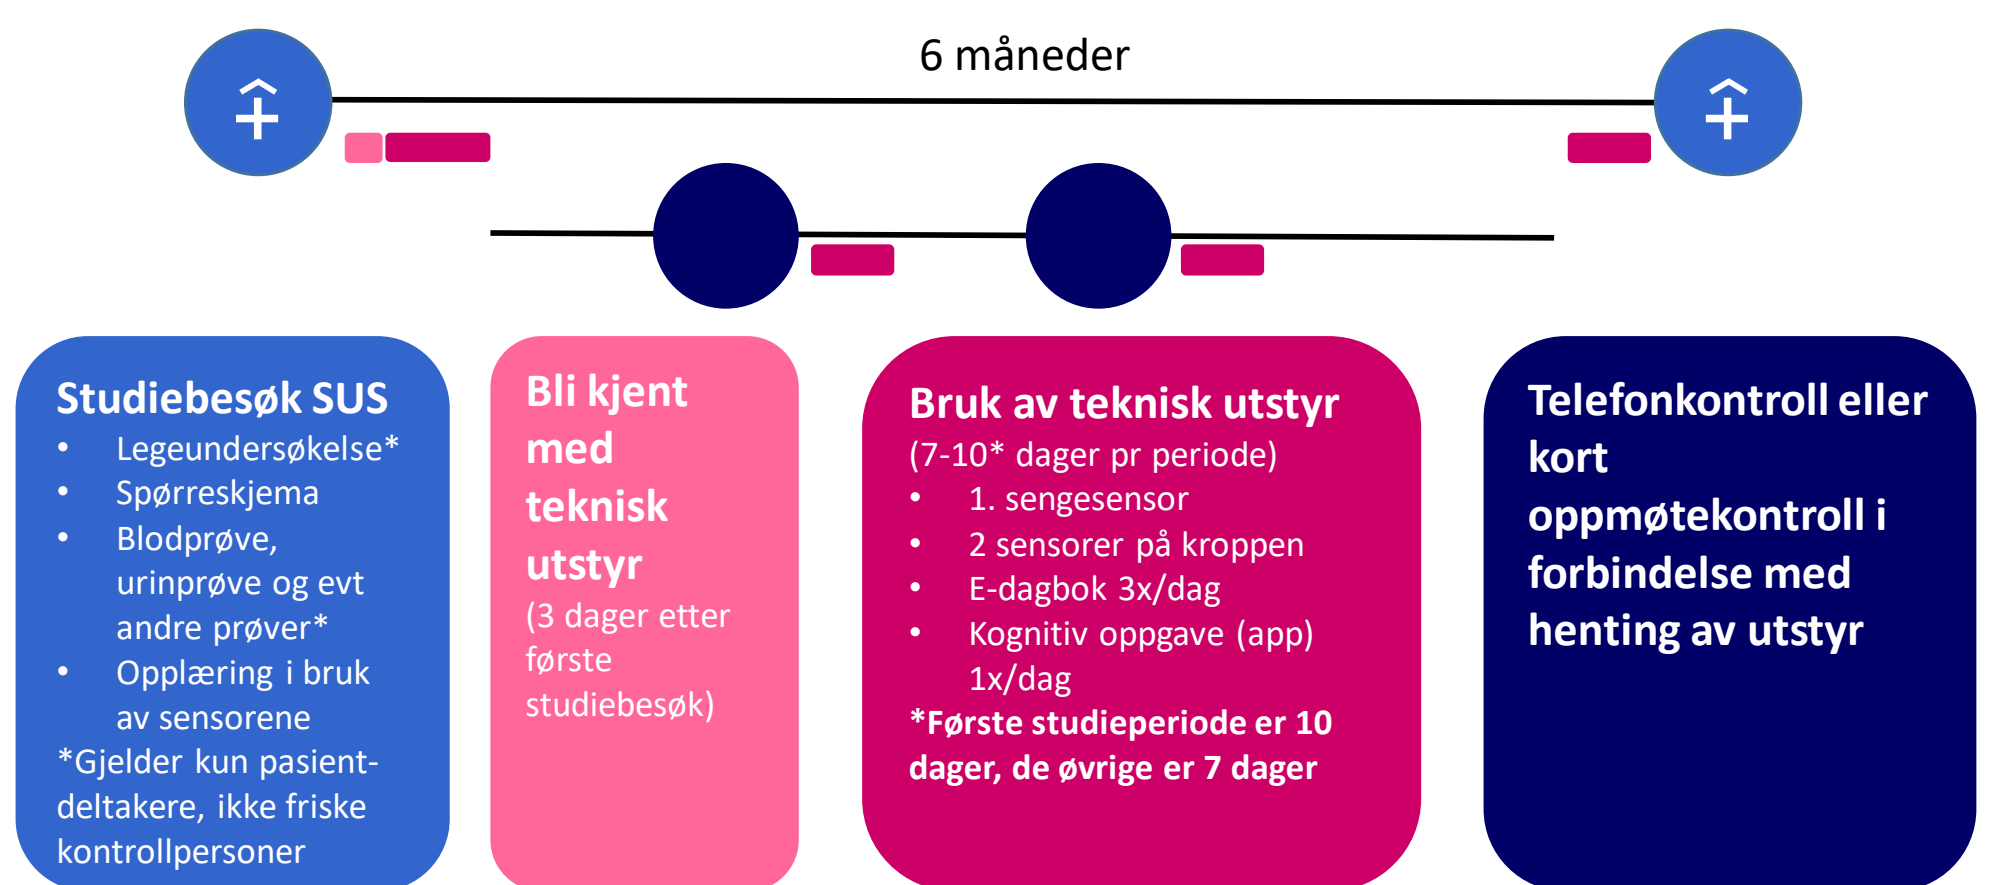 6 måneder
Studiebesøk SUS
• Legeundersøkelse*
• Spørreskjema
• Blodprøve,
urinprøve og evt
andre prøver*
• Opplæring i bruk
av sensorene
*Gjelder kun pasient-
deltakere, ikke friske
kontrollpersoner
Bli kjent
med
teknisk
utstyr
(3 dager etter
første
studiebesøk)
Bruk av teknisk utstyr
(7-10* dager pr periode)
• 1. sengesensor
• 2 sensorer på kroppen
• E-dagbok 3x/dag
• Kognitiv oppgave (app)
1x/dag
*Første studieperiode er 10
dager, de øvrige er 7 dager
Telefonkontroll eller
kort
oppmøtekontroll i
forbindelse med
henting av utstyr